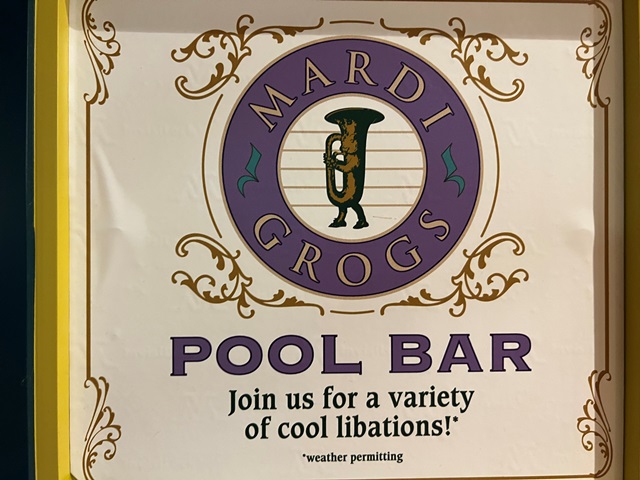 MARDI
GROGS
POOL BAR
Join us for a variety
of cool libations!*
*weather permitting